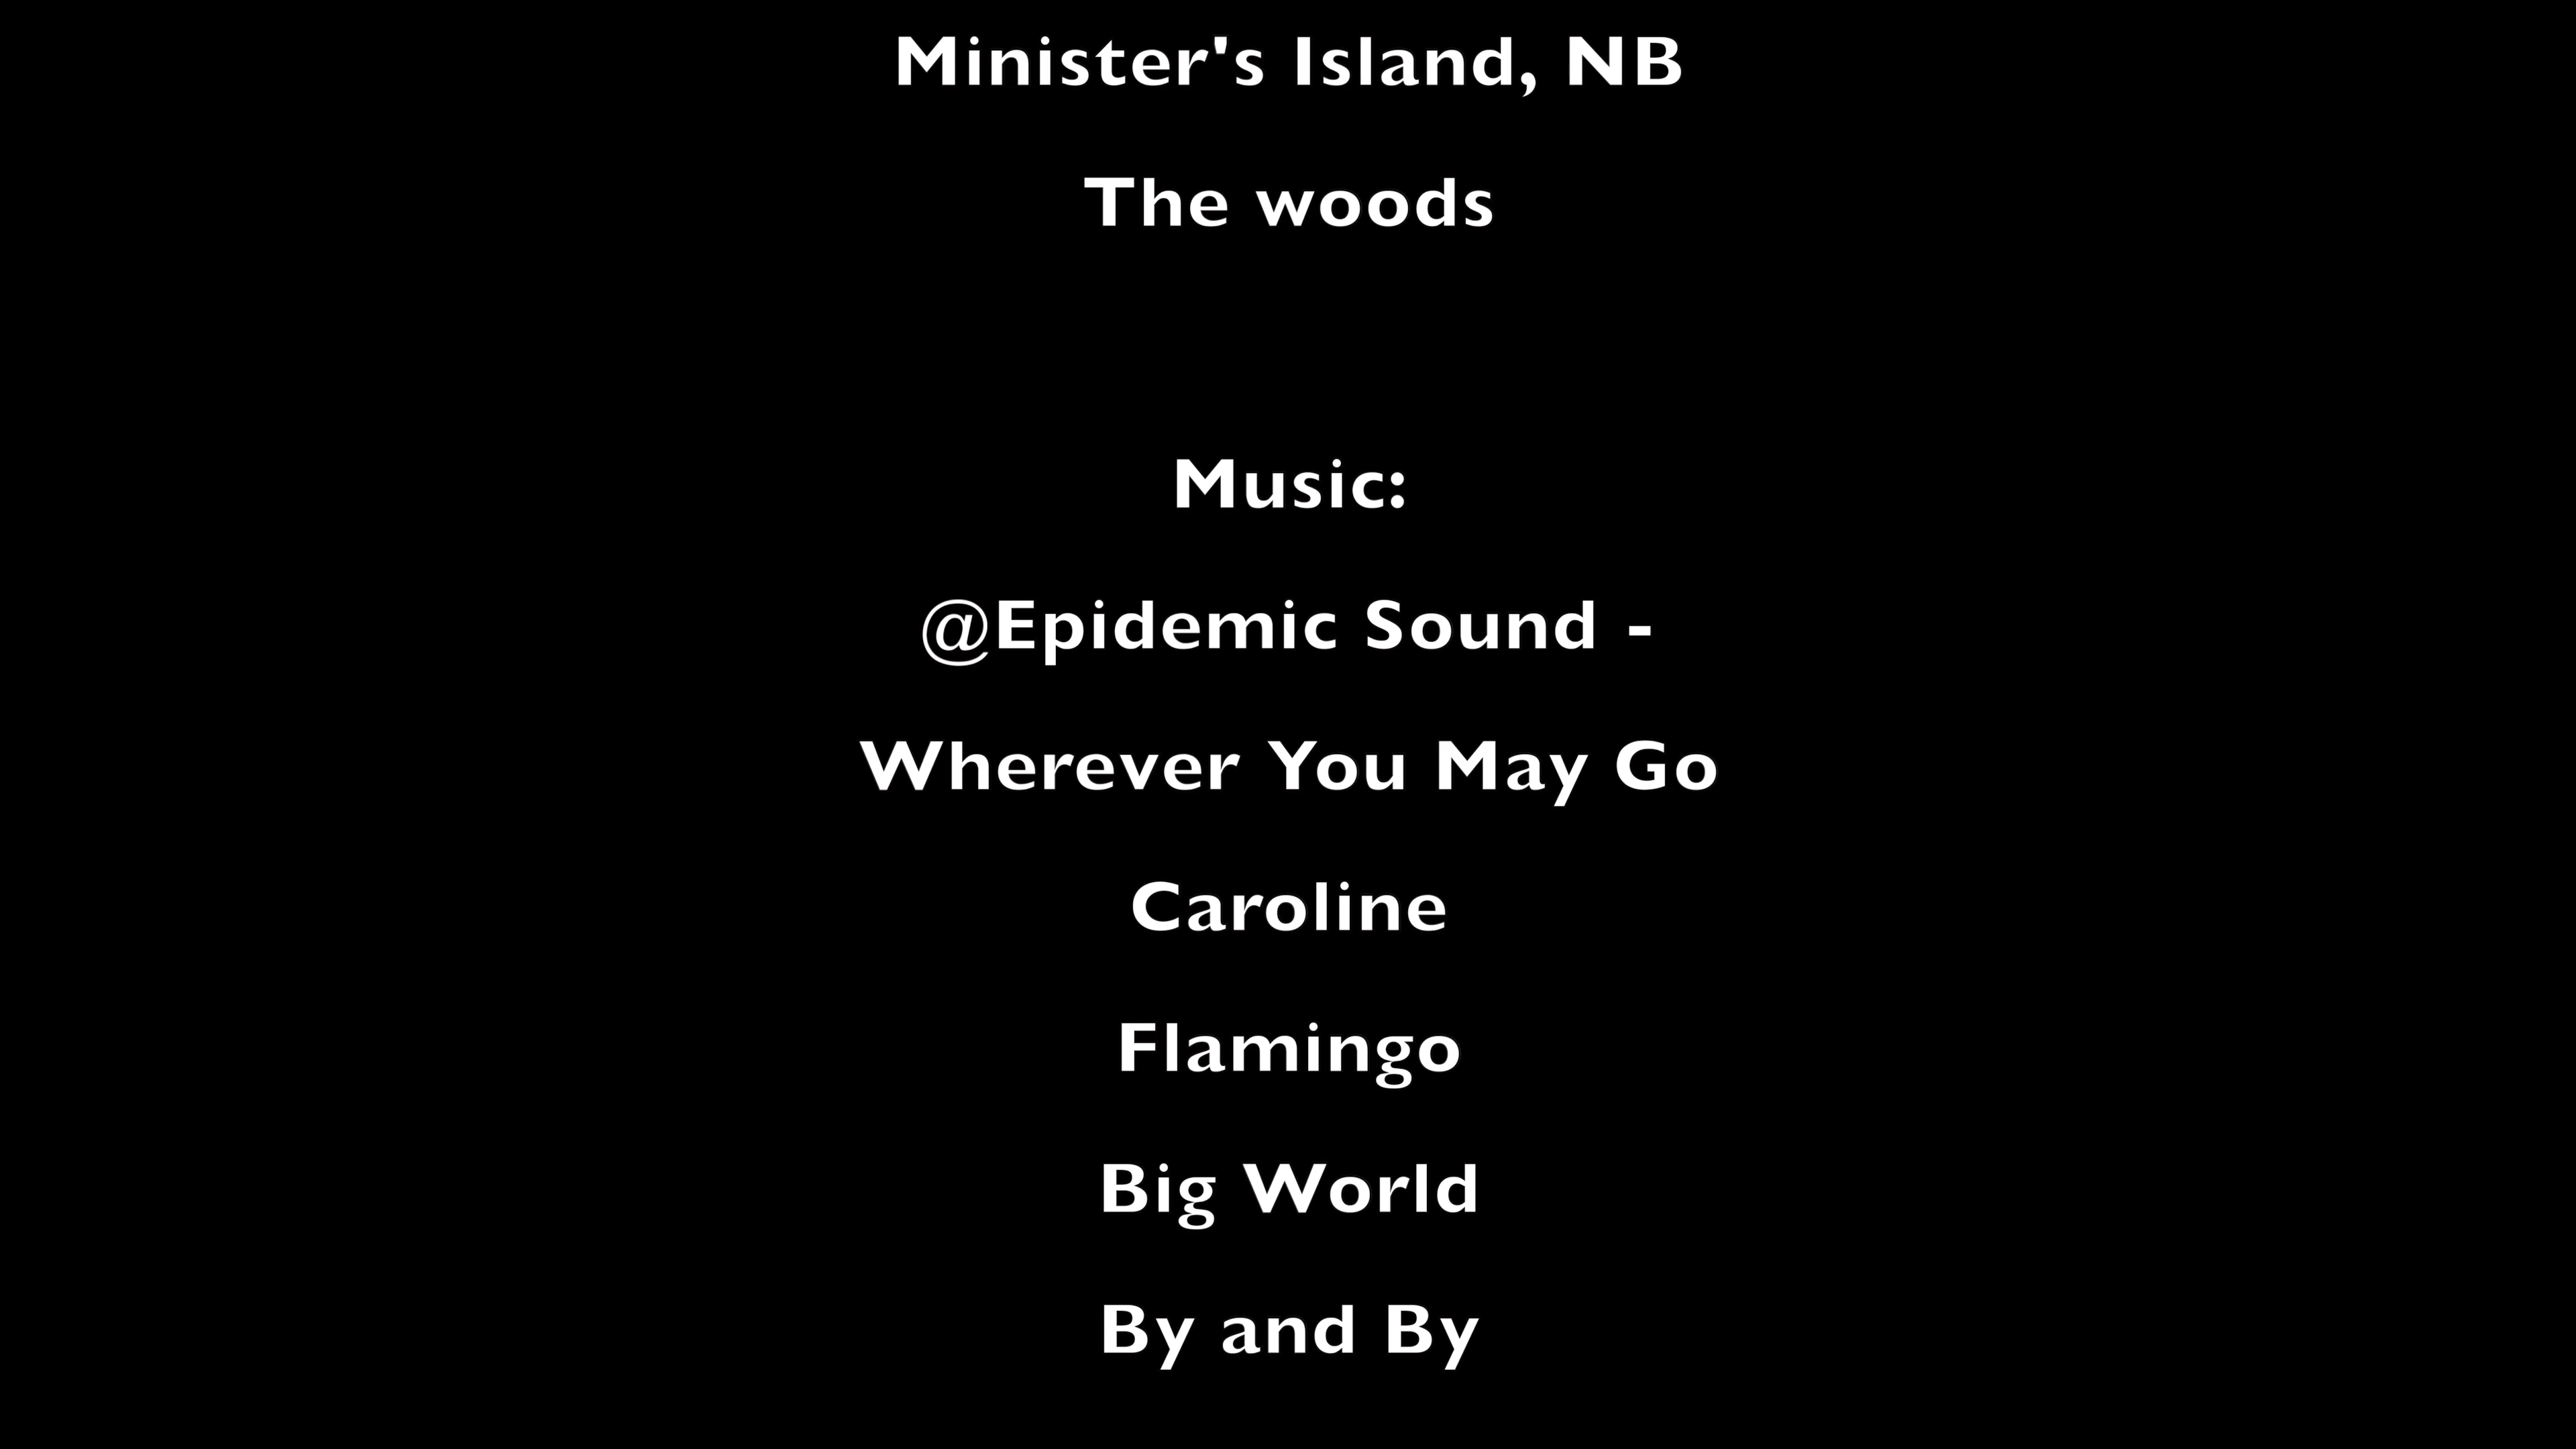 Minister's Island, NB
The woods
Music:
@Epidemic Sound -
Wherever You May Go
Caroline
Flamingo
Big World
By and By